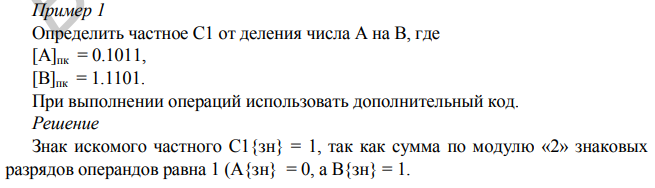 Пример 1
Определить частное С1 от деления числа А на В, где
[A]пк = 0.1011,
[B]пк = 1.1101.
При выполнении операций использовать дополнительный код.
Решение
Знак искомого частного С1{зн} = 1, так как сумма по модулю «2» знаковых
разрядов операндов равна 1 (А{зн} = 0, а В{зн} = 1.